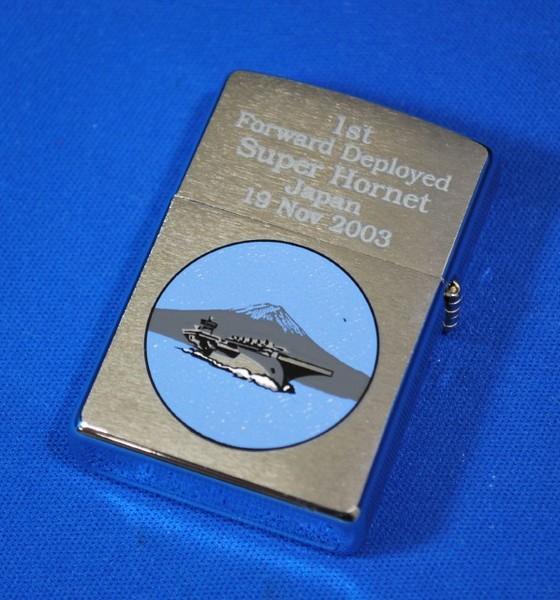 1st
Forward Deployed
Super Hornet
Japan
19 Nov 2003